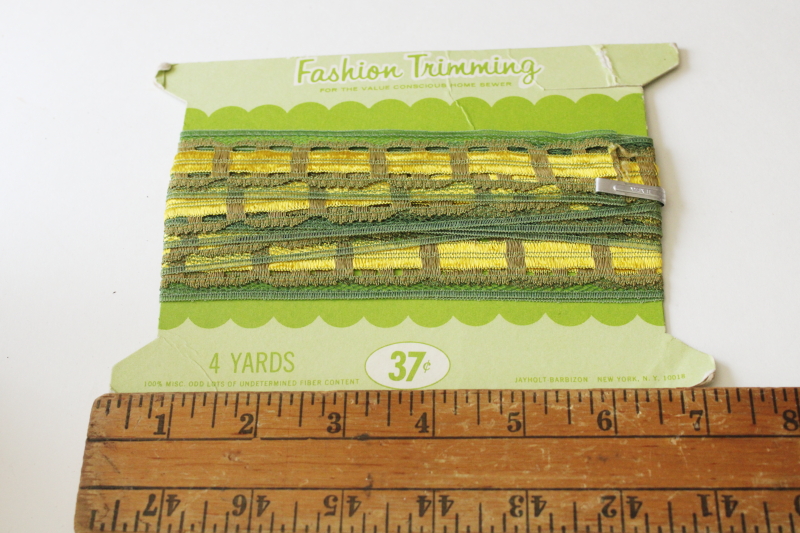 Fashion Trimming
FOR THE VALUE CONSCIOUS HOME SEWER
4 YARDS
37¢
100% MISC. ODD LOTS OF UNDETERMINED FIBER CONTENT
JAYHOLT-BARBIZON NEW YORK, N. Y. 10018
1 2 3 4 5 6 7 8
47 46 45 44 43 42 41